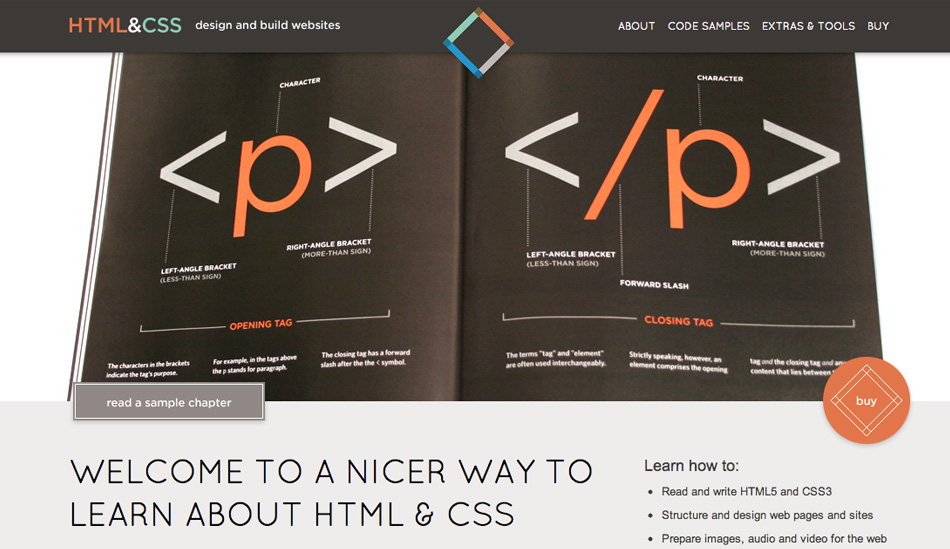 HTML&CSS design and build websites
ABOUT CODE SAMPLES EXTRAS & TOOLS BUY
CHARACTER
<p>
RIGHT-ANGLE BRACKET
(MORE-THAN SIGN)
LEFT-ANGLE BRACKET
(LESS-THAN SIGN)
OPENING TAG
The characters in the brackets
indicate the tag's purpose.
For example, in the tags above
the p stands for paragraph.
The closing tag has a forward
slash after the the < symbol.
CHARACTER
</p>
LEFT-ANGLE BRACKET
(LESS-THAN SIGN)
RIGHT-ANGLE BRACKET
(MORE-THAN SIGN)
FORWARD SLASH
CLOSING TAG
The terms "tag" and "element"
are often used interchangeably.
Strictly speaking, however, an
element comprises the opening
tag and the closing tag and
content that lies between
read a sample chapter
buy
WELCOME TO A NICER WAY TO
LEARN ABOUT HTML & CSS
Learn how to:
• Read and write HTML5 and CSS3
• Structure and design web pages and sites
• Prepare images, audio and video for the web